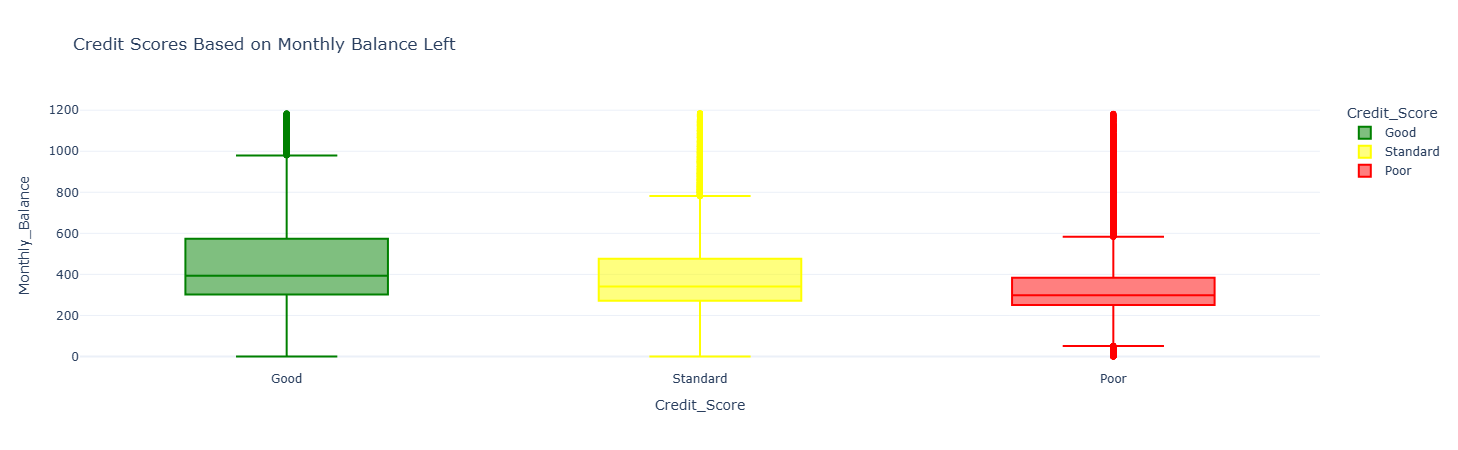 Credit Scores Based on Monthly Balance Left
1200
1000
800
600
400
200
0
Monthly_Balance
Good
Standard
Poor
Credit_Score
Credit_Score
Good
Standard
Poor